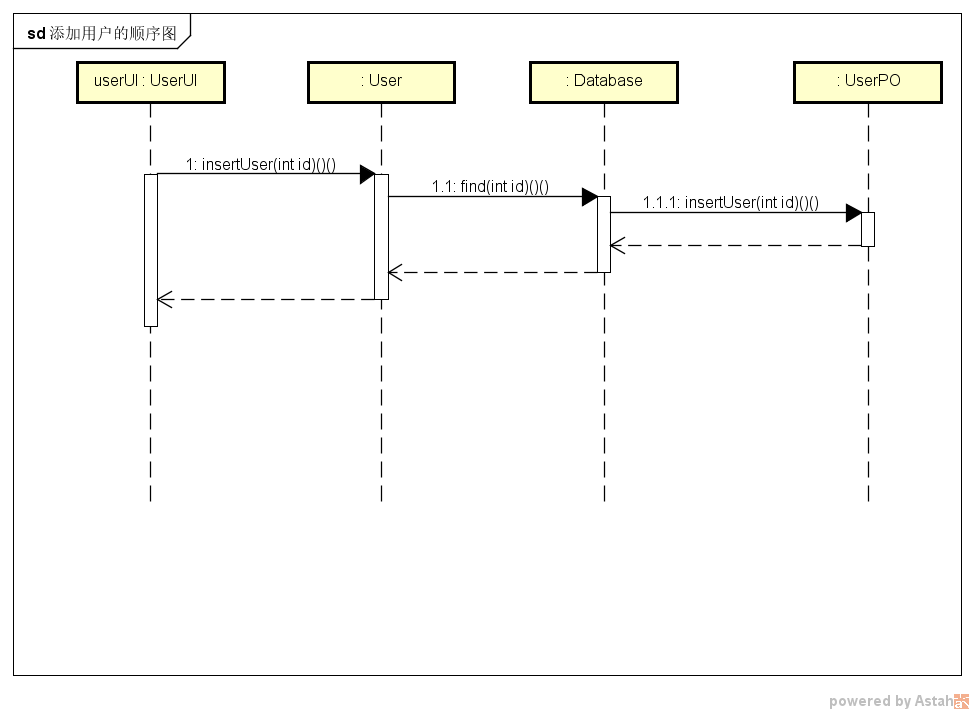 sd 添加用户的顺序图
userUI : UserUI
: User
: Database
: UserPO
1: insertUser(int id)()()
1.1: find(int id)()()
1.1.1: insertUser(int id)()()
powered by Astah